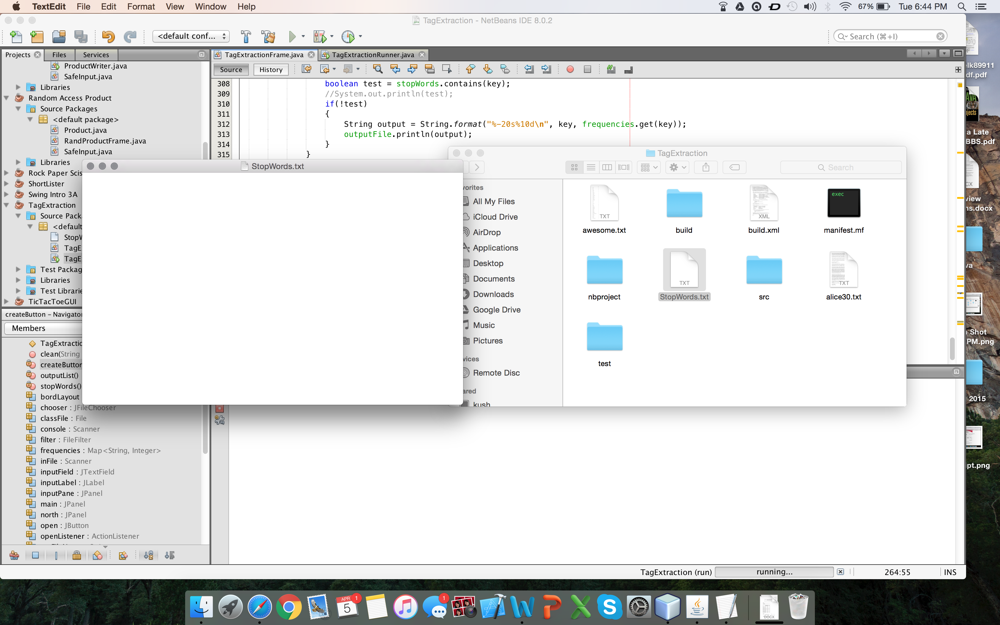 TextEdit File Edit Format View Window Help 67% Tue 6:44 PM
TagExtraction - NetBeans IDE 8.0.2
<default conf... Search (⌘+I)
Projects Files Services
ProductWriter.java
SafeInput.java
Libraries
Random Access Product
Source Packages
<default package>
Product.java
RandProductFrame.java
SafeInput.java
Libraries
Rock Paper Scis
ShortLister
Swing Intro 3A
TagExtraction
Source Pack
<default
StopW
TagE
TagE
Test Packag
Libraries
Test Librarie
TicTacToeGUI
createButton – Navigator
Members
TagExtractio
clean(String
createButton
outputList()
stopWords()
bordLayout
chooser : JFileChooser
classFile : File
console : Scanner
filter : FileFilter
frequencies : Map<String, Integer>
inFile : Scanner
inputField : JTextField
inputLabel : JLabel
inputPane : JPanel
main : JPanel
north : JPanel
open : JButton
openListener : ActionListener
TagExtractionFrame.java TagExtractionRunner.java
Source History
308 boolean test = stopWords.contains(key);
309 //System.out.println(test);
310 if(!test)
311 {
312 String output = String.format("%-20s%10d\n", key, frequencies.get(key));
313 outputFile.println(output);
314 }
315 }
StopWords.txt
TagExtraction
Search
vorites
All My Files
iCloud Drive
AirDrop
Applications
Desktop
Documents
Downloads
Google Drive
Music
Pictures
vices
Remote Disc
ared
kush
TXT XML exec
awesome.txt build build.xml manifest.mf
TXT TXT
nbproject StopWords.txt src alice30.txt
test
elk89911
df.pdf
AVA
ojects
a Late
BBS.pdf
CX
view
ns.docx
va
n Shot
PM.png
2015
ipt.png
TagExtraction (run) running... 264:55 INS
APR 5 1 1
DOCX